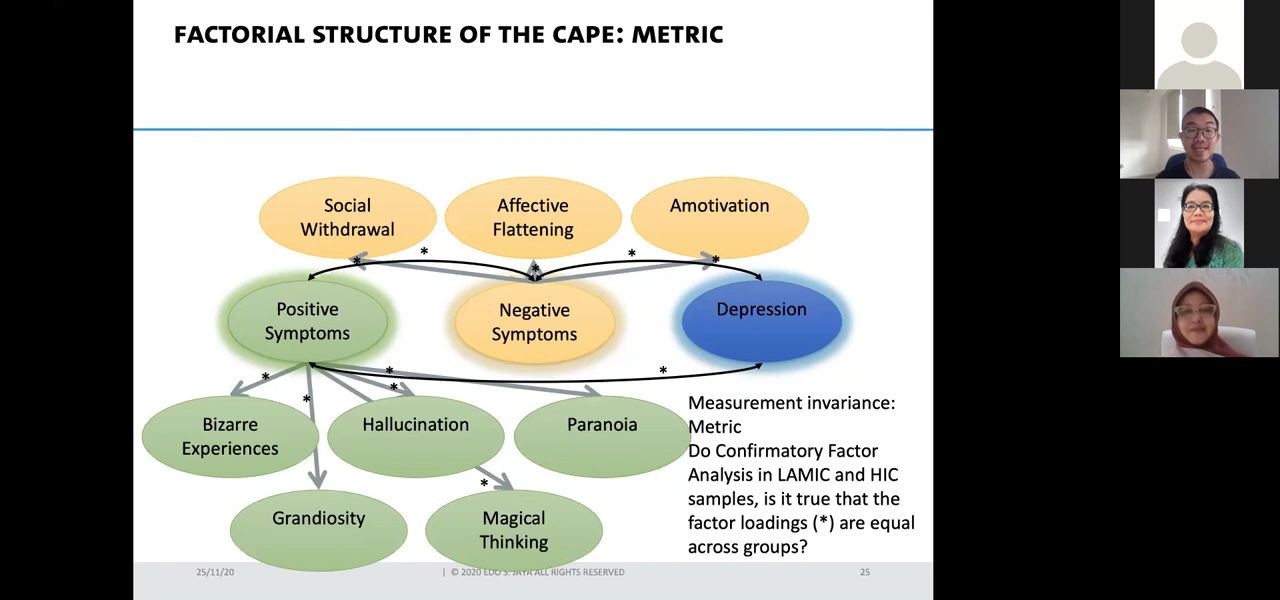 FACTORIAL STRUCTURE OF THE CAPE: METRIC
Social
Withdrawal
Affective
Flattening
Amotivation
*
*
*
*
*
Positive
Symptoms
Negative
Symptoms
Depression
*
*
*
*
*
Bizarre
Experiences
Hallucination
Paranoia
Measurement invariance:
Metric
Do Confirmatory Factor
Analysis in LAMIC and HIC
samples, is it true that the
factor loadings (*) are equal
across groups?
*
Grandiosity
Magical
Thinking
25/11/20
| © 2020 EDO S. JAYA ALL RIGHTS RESERVED
25